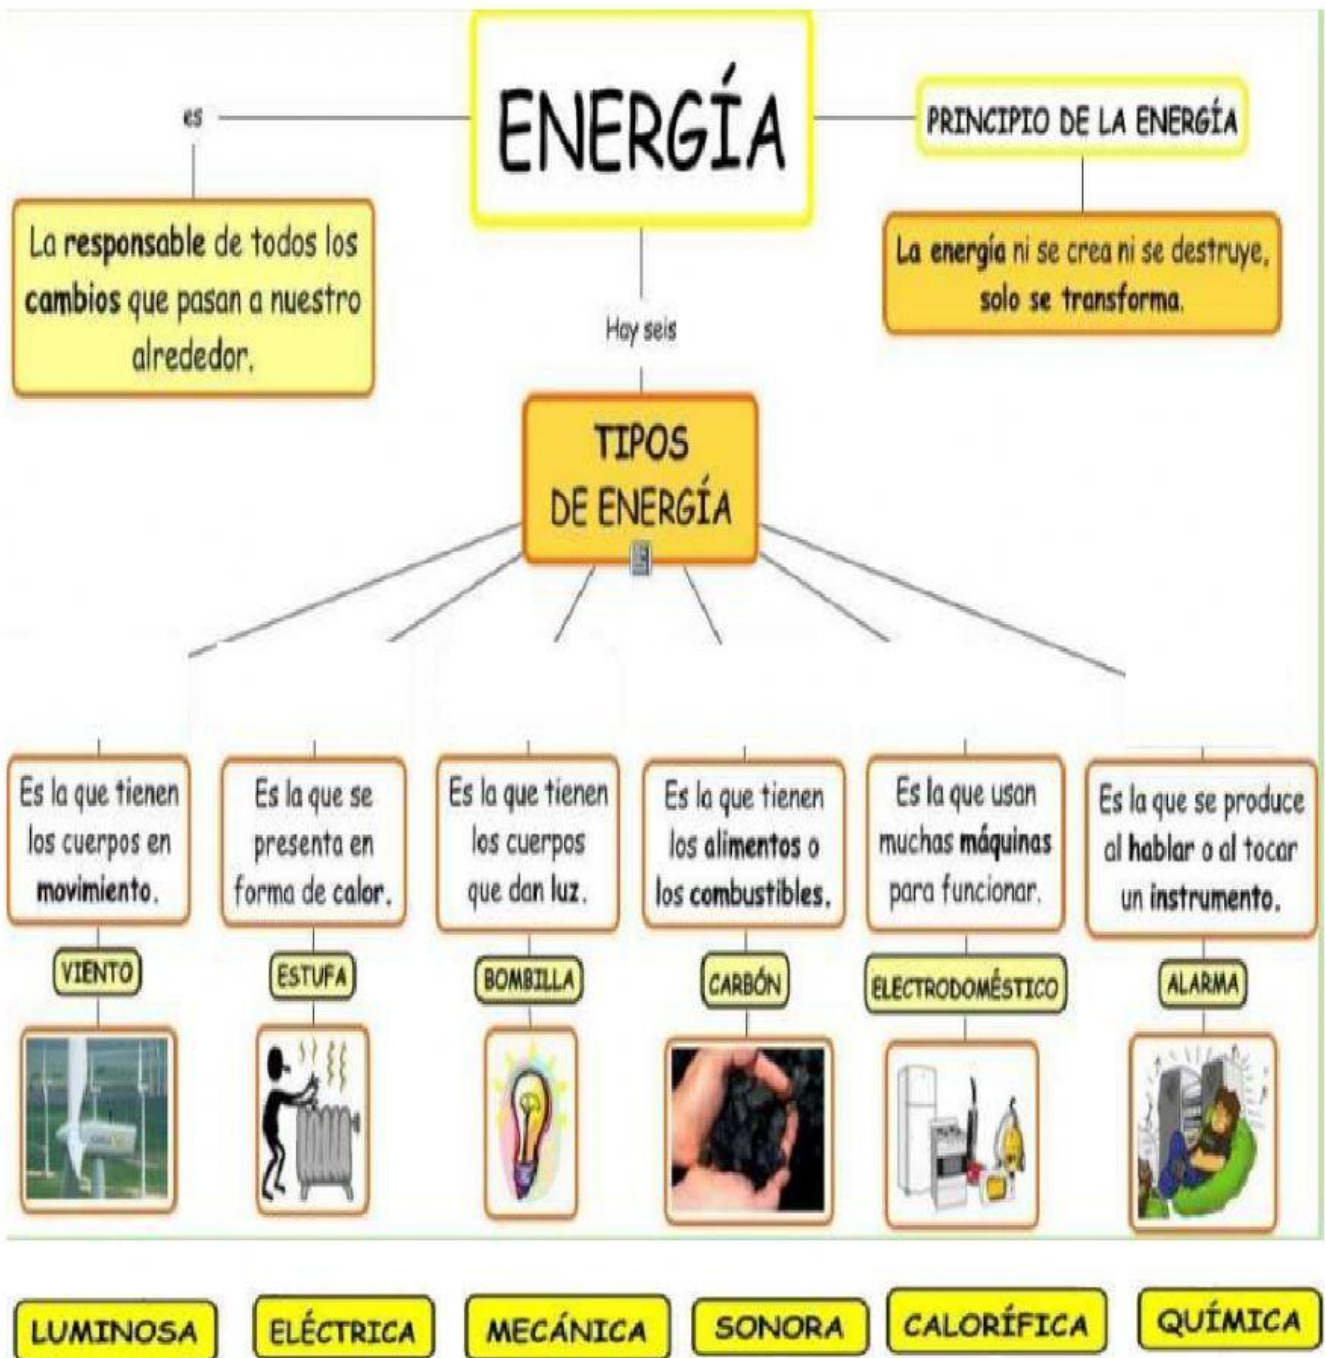 ENERGÍA
es
PRINCIPIO DE LA ENERGÍA
La responsable de todos los
cambios que pasan a nuestro
alrededor.
La energía ni se crea ni se destruye,
solo se transforma.
Hay seis
TIPOS
DE ENERGÍA
Es la que tienen
los cuerpos en
movimiento.
VIENTO
Es la que se
presenta en
forma de calor.
ESTUFA
Es la que tienen
los cuerpos
que dan luz.
BOMBILLA
Es la que tienen
los alimentos o
los combustibles.
CARBÓN
Es la que usan
muchas máquinas
para funcionar.
ELECTRODOMÉSTICO
Es la que se produce
al hablar o al tocar
un instrumento.
ALARMA
LUMINOSA
ELÉCTRICA
MECÁNICA
SONORA
CALORÍFICA
QUÍMICA